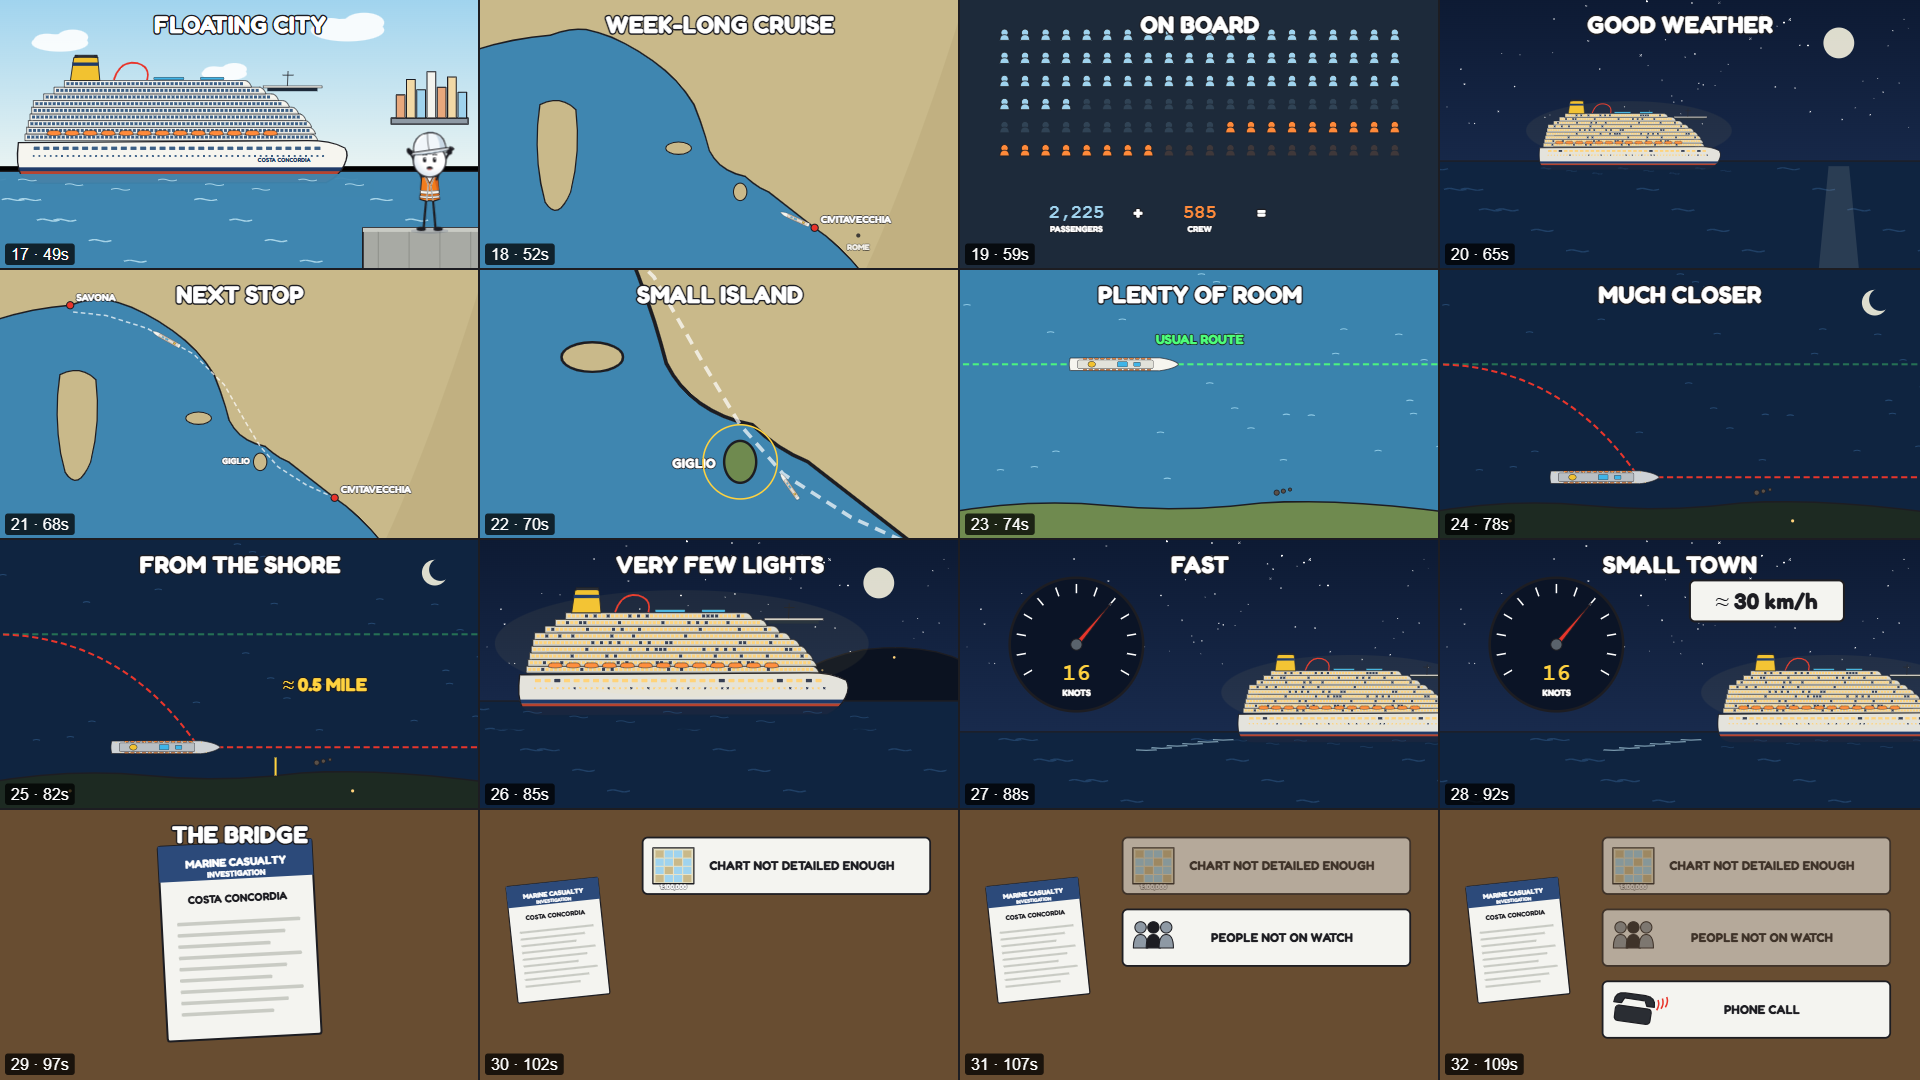 FLOATING CITY
COSTA CONCORDIA
17 · 49s
WEEK-LONG CRUISE
CIVITAVECCHIA
ROME
18 · 52s
ON BOARD
2,225 + 585 =
PASSENGERS CREW
19 · 59s
GOOD WEATHER
20 · 65s
NEXT STOP
SAVONA
GIGLIO
CIVITAVECCHIA
21 · 68s
SMALL ISLAND
GIGLIO
22 · 70s
PLENTY OF ROOM
USUAL ROUTE
23 · 74s
MUCH CLOSER
24 · 78s
FROM THE SHORE
≈ 0.5 MILE
25 · 82s
VERY FEW LIGHTS
26 · 85s
FAST
16
KNOTS
27 · 88s
SMALL TOWN
≈ 30 km/h
16
KNOTS
28 · 92s
THE BRIDGE
MARINE CASUALTY
INVESTIGATION
COSTA CONCORDIA
29 · 97s
MARINE CASUALTY
INVESTIGATION
COSTA CONCORDIA
CHART NOT DETAILED ENOUGH
30 · 102s
MARINE CASUALTY
INVESTIGATION
COSTA CONCORDIA
CHART NOT DETAILED ENOUGH
PEOPLE NOT ON WATCH
31 · 107s
MARINE CASUALTY
INVESTIGATION
COSTA CONCORDIA
CHART NOT DETAILED ENOUGH
PEOPLE NOT ON WATCH
PHONE CALL
32 · 109s